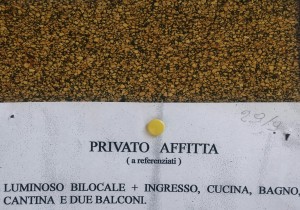 PRIVATO AFFITTA
( a referenziati )
LUMINOSO BILOCALE + INGRESSO, CUCINA, BAGNO,
CANTINA E DUE BALCONI.